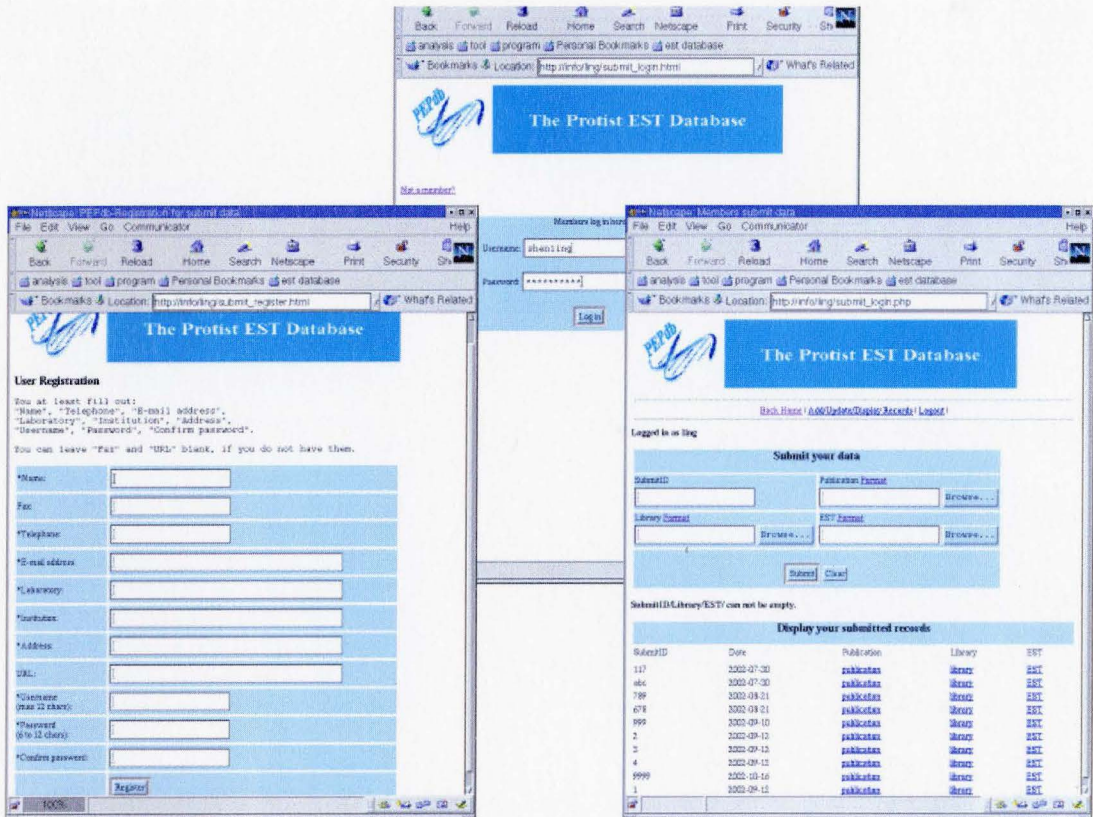 Back Forward Reload Home Search Netscape Print Security Sh
analysis tool program Personal Bookmarks est database
Bookmarks Location: http://info/ling/submit_login.html What's Related
PEPdb
The Protist EST Database
Not a member?
Members log in here
Username: shenling
Password: **********
Log in
Netscape: PEPdb-Registration for submit data
File Edit View Go Communicator Help
Back Forward Reload Home Search Netscape Print Security Sh
analysis tool program Personal Bookmarks est database
Bookmarks Location: http://info/ling/submit_register.html What's Related
PEPdb
The Protist EST Database
User Registration
You at least fill out:
"Name", "Telephone", "E-mail address",
"Laboratory", "Institution", "Address",
"Username", "Password", "Confirm password".
You can leave "Fax" and "URL" blank, if you do not have them.
*Name:
Fax:
*Telephone:
*E-mail address:
*Laboratory:
*Institution:
*Address:
URL:
*Username
(max 12 chars):
*Password
(6 to 12 chars):
*Confirm password:
Register
100%
Netscape: Members submit data
File Edit View Go Communicator Help
Back Forward Reload Home Search Netscape Print Security Sh
analysis tool program Personal Bookmarks est database
Bookmarks Location: http://info/ling/submit_login.php What's Related
PEPdb
The Protist EST Database
Back Home | Add/Update/Display Records | Logout |
Logged in as ling
Submit your data
SubmitID Publication Format
Browse...
Library Format EST Format
Browse... Browse...
Submit Clear
SubmitID/Library/EST/ can not be empty.
Display your submitted records
SubmitID Date Publication Library EST
117 2002-07-30 publication library EST
abc 2002-07-30 publication library EST
789 2002-08-21 publication library EST
678 2002-08-21 publication library EST
999 2002-09-10 publication library EST
2 2002-09-12 publication library EST
3 2002-09-12 publication library EST
4 2002-09-12 publication library EST
9999 2002-10-16 publication library EST
1 2002-09-12 publication library EST